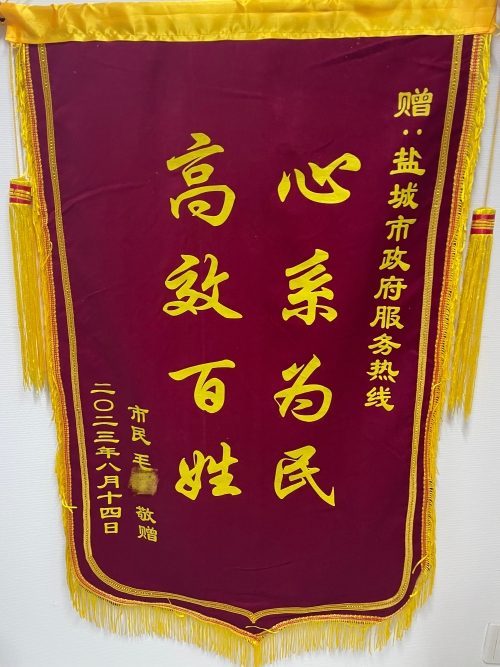 赠:盐城市政府服务热线
心系为民
高效百姓
市民 毛 敬赠
二〇二三年八月十四日